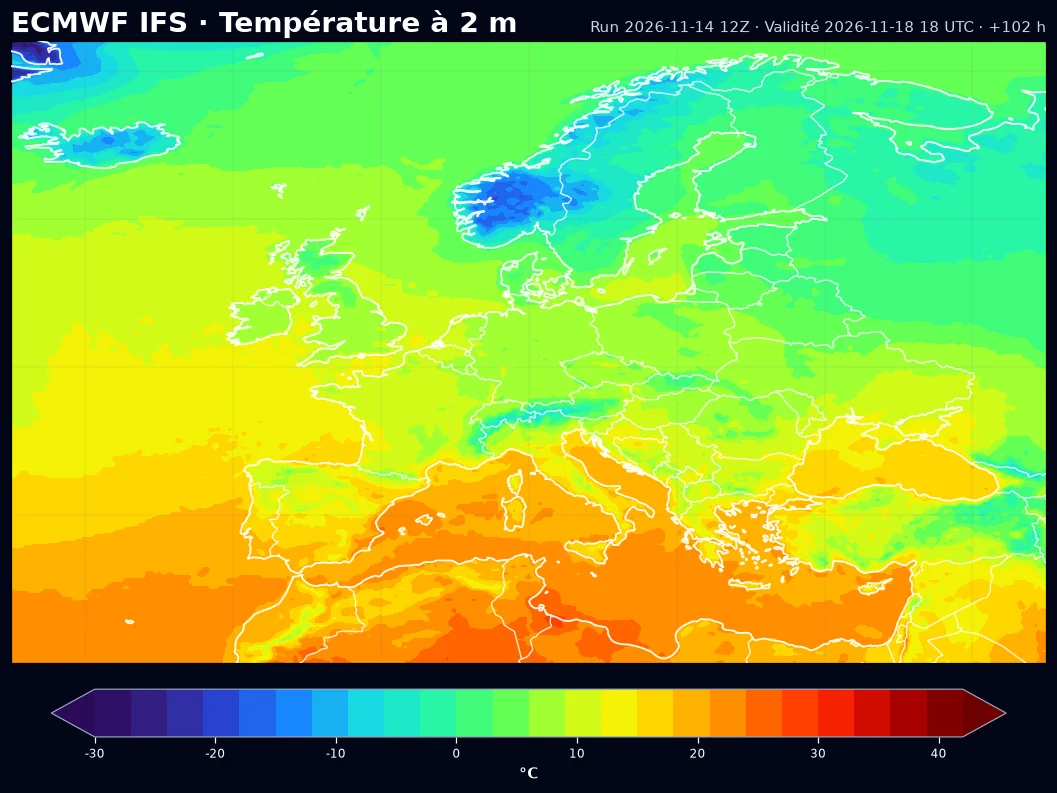 ECMWF IFS · Température à 2 m
Run 2026-11-14 12Z · Validité 2026-11-18 18 UTC · +102 h
-30 -20 -10 0 10 20 30 40
°C